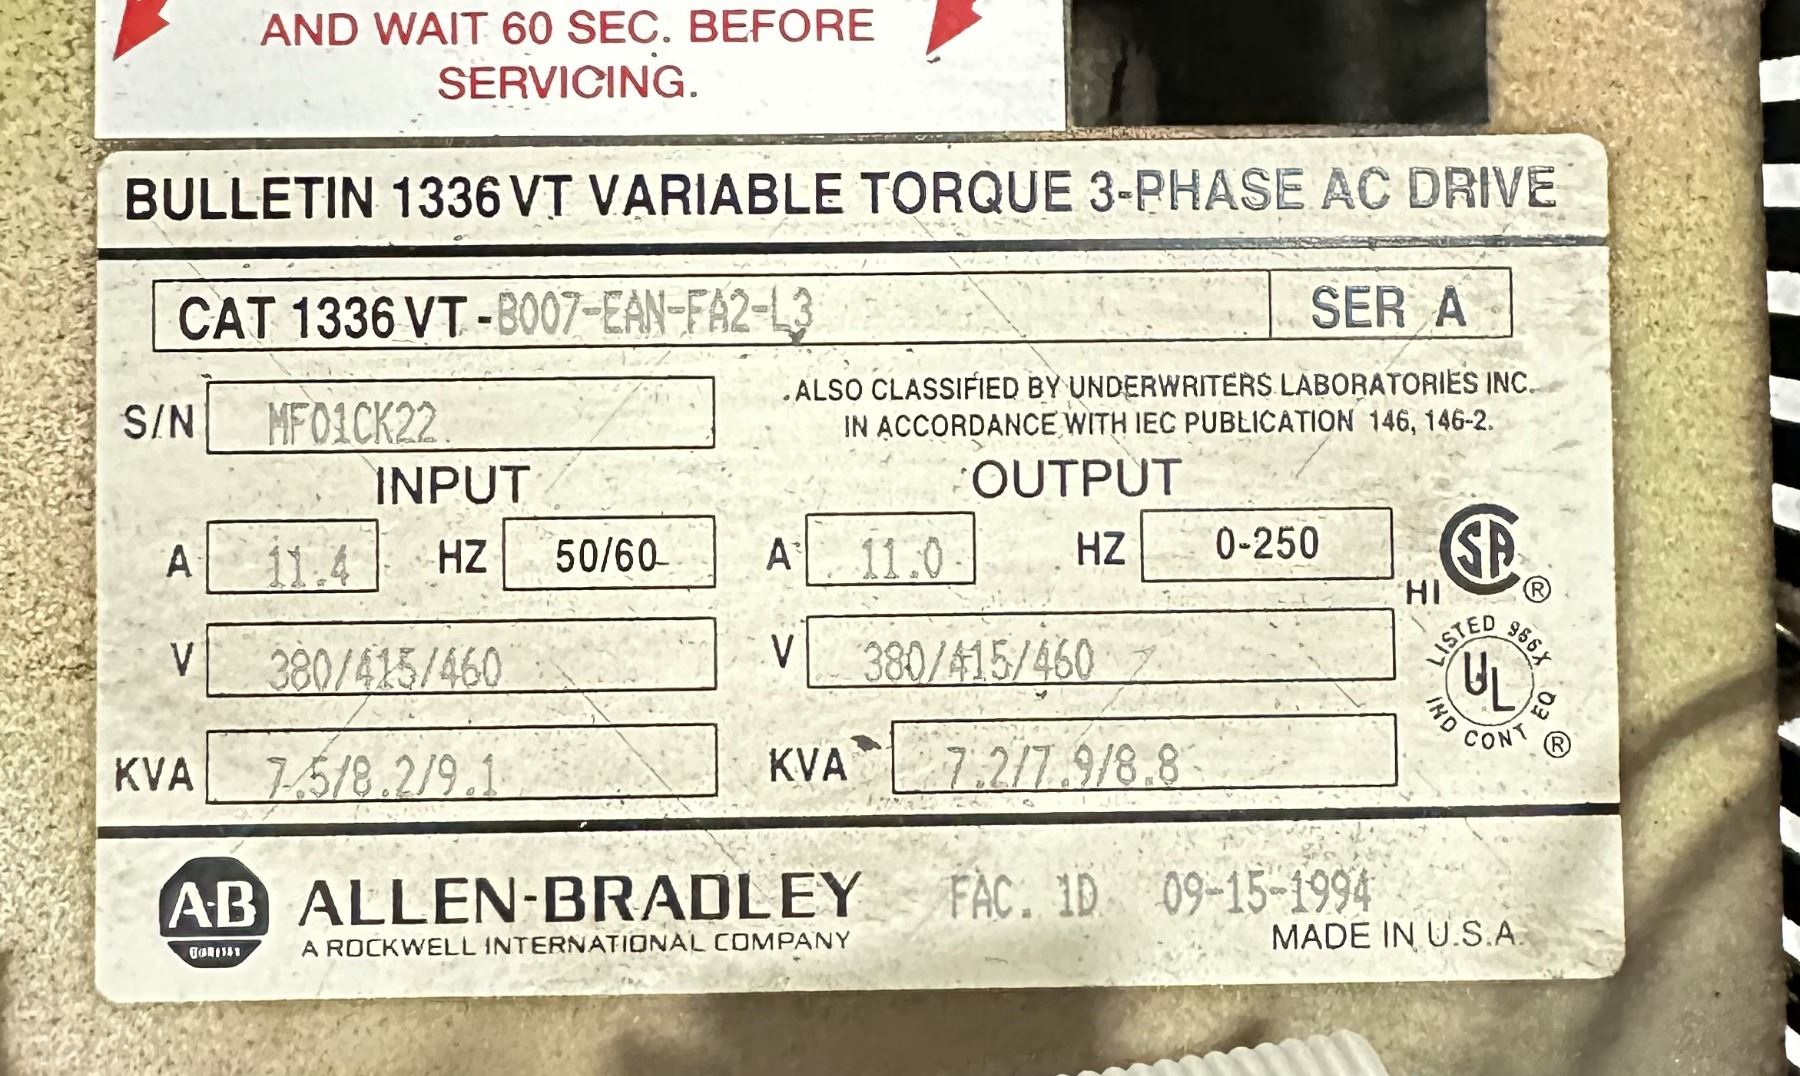 AND WAIT 60 SEC. BEFORE
SERVICING.
BULLETIN 1336 VT VARIABLE TORQUE 3-PHASE AC DRIVE
CAT 1336 VT - B007-EAN-FA2-L3 SER A
S/N MF01CK22
ALSO CLASSIFIED BY UNDERWRITERS LABORATORIES INC.
IN ACCORDANCE WITH IEC PUBLICATION 146, 146-2.
INPUT OUTPUT
A 11.4 HZ 50/60 A 11.0 HZ 0-250
SA
HI ®
V 380/415/460 V 380/415/460
LISTED 966X
UL
IND CONT EQ ®
KVA 7.5/8.2/9.1 KVA 7.2/7.9/8.8
A-B ALLEN-BRADLEY FAC. 1D 09-15-1994
A ROCKWELL INTERNATIONAL COMPANY MADE IN U.S.A.